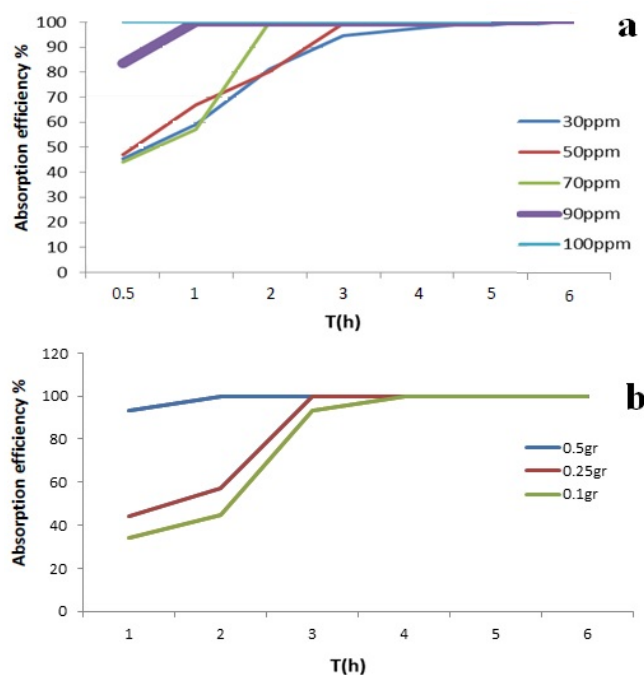 a
Absorption efficiency %
100
90
80
70
60
50
40
30
20
10
0
0.5 1 2 3 4 5 6
T(h)
30ppm
50ppm
70ppm
90ppm
100ppm
b
Absorption efficiency %
120
100
80
60
40
20
0
1 2 3 4 5 6
T(h)
0.5gr
0.25gr
0.1gr